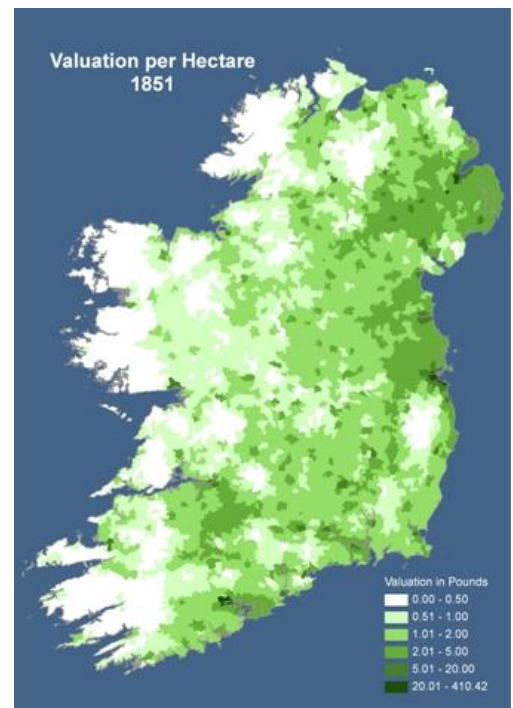 Valuation per Hectare
1851
Valuation in Pounds
0.00 - 0.50
0.51 - 1.00
1.01 - 2.00
2.01 - 5.00
5.01 - 20.00
20.01 - 410.42